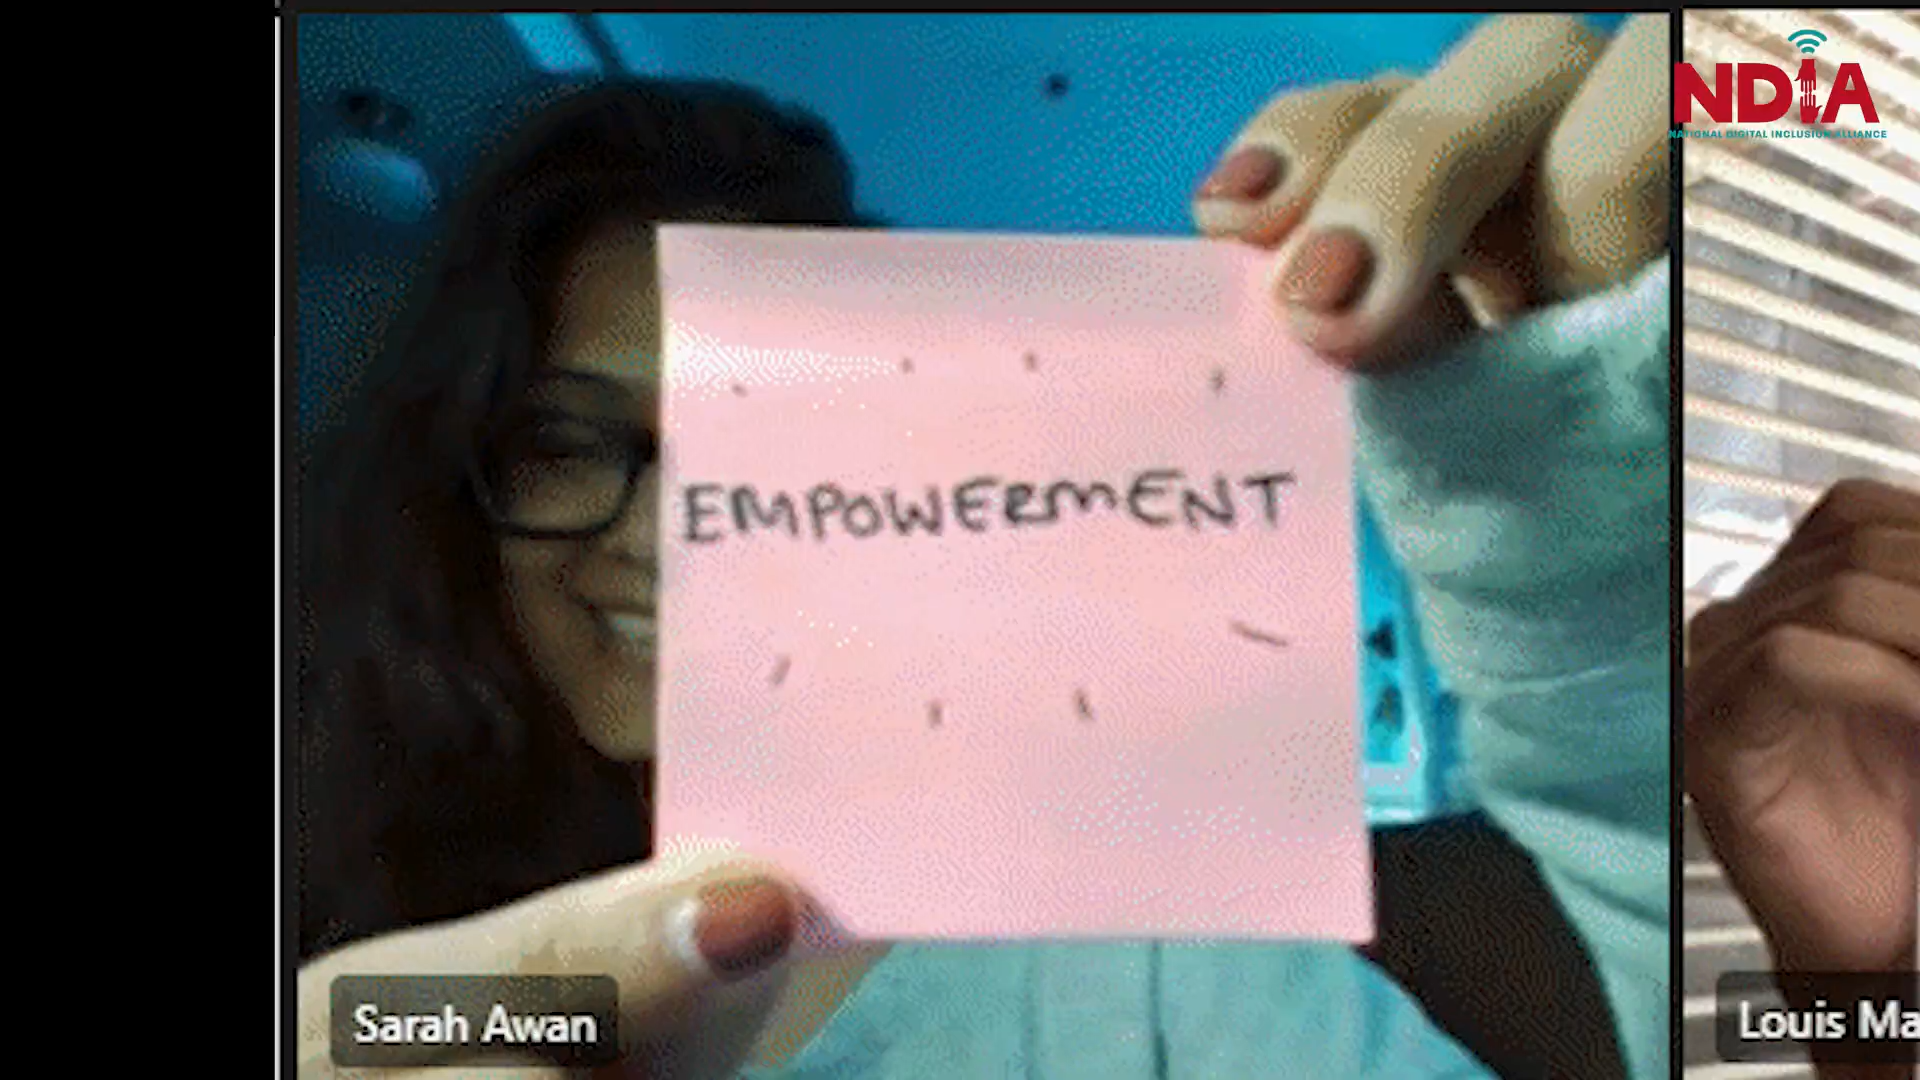 NDIA
NATIONAL DIGITAL INCLUSION ALLIANCE
EMPOWERMENT
Sarah Awan
Louis Ma